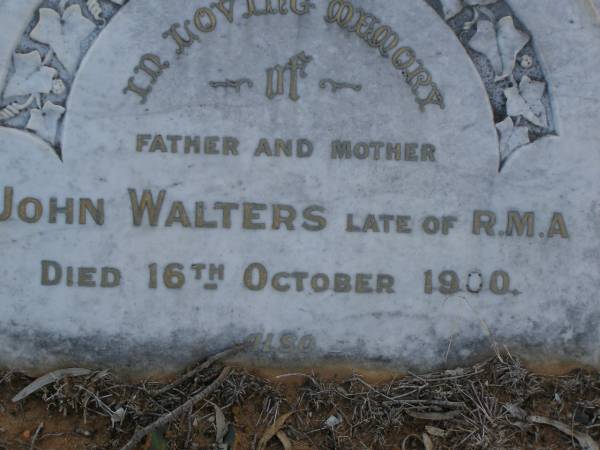 IN LOVING MEMORY
OF
FATHER AND MOTHER
JOHN WALTERS LATE OF R.M.A
DIED 16TH OCTOBER 1900.
ALSO